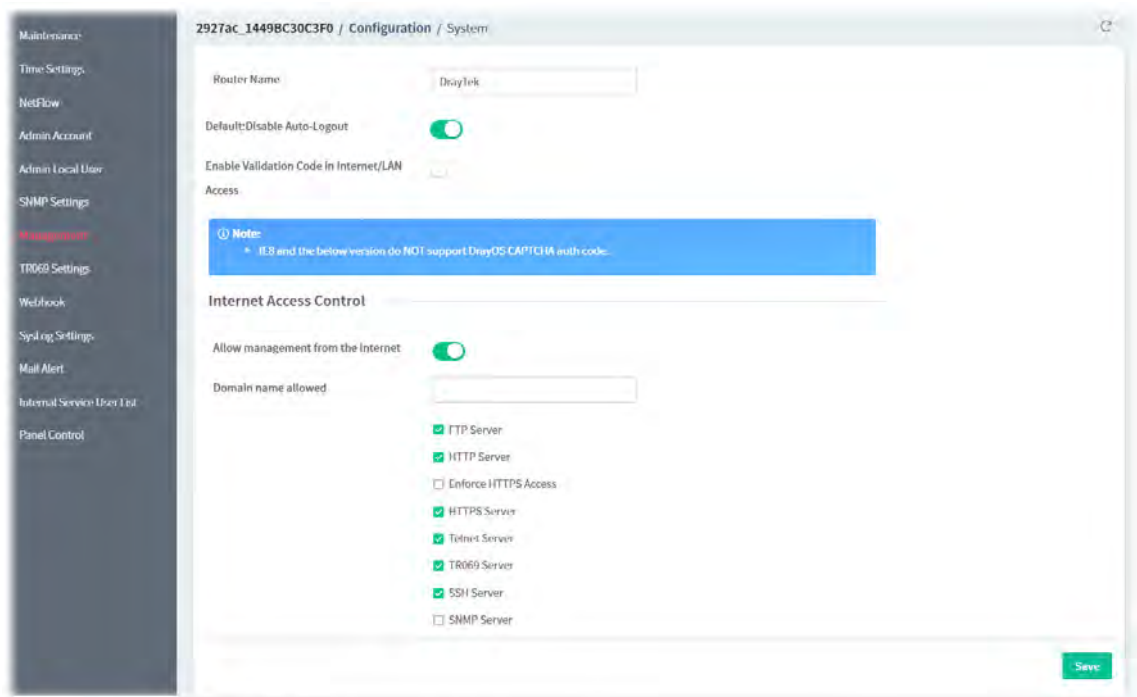 Maintenance
Time Settings
NetFlow
Admin Account
Admin Local User
SNMP Settings
Management
TR069 Settings
Webhook
SysLog Settings
Mail Alert
Internal Service User List
Panel Control
2927ac_1449BC30C3F0 / Configuration / System
Router Name
DrayTek
Default:Disable Auto-Logout
Enable Validation Code in Internet/LAN
Access
Note:
IE8 and the below version do NOT support DrayOS CAPTCHA auth code.
Internet Access Control
Allow management from the Internet
Domain name allowed
FTP Server
HTTP Server
Enforce HTTPS Access
HTTPS Server
Telnet Server
TR069 Server
SSH Server
SNMP Server
Save